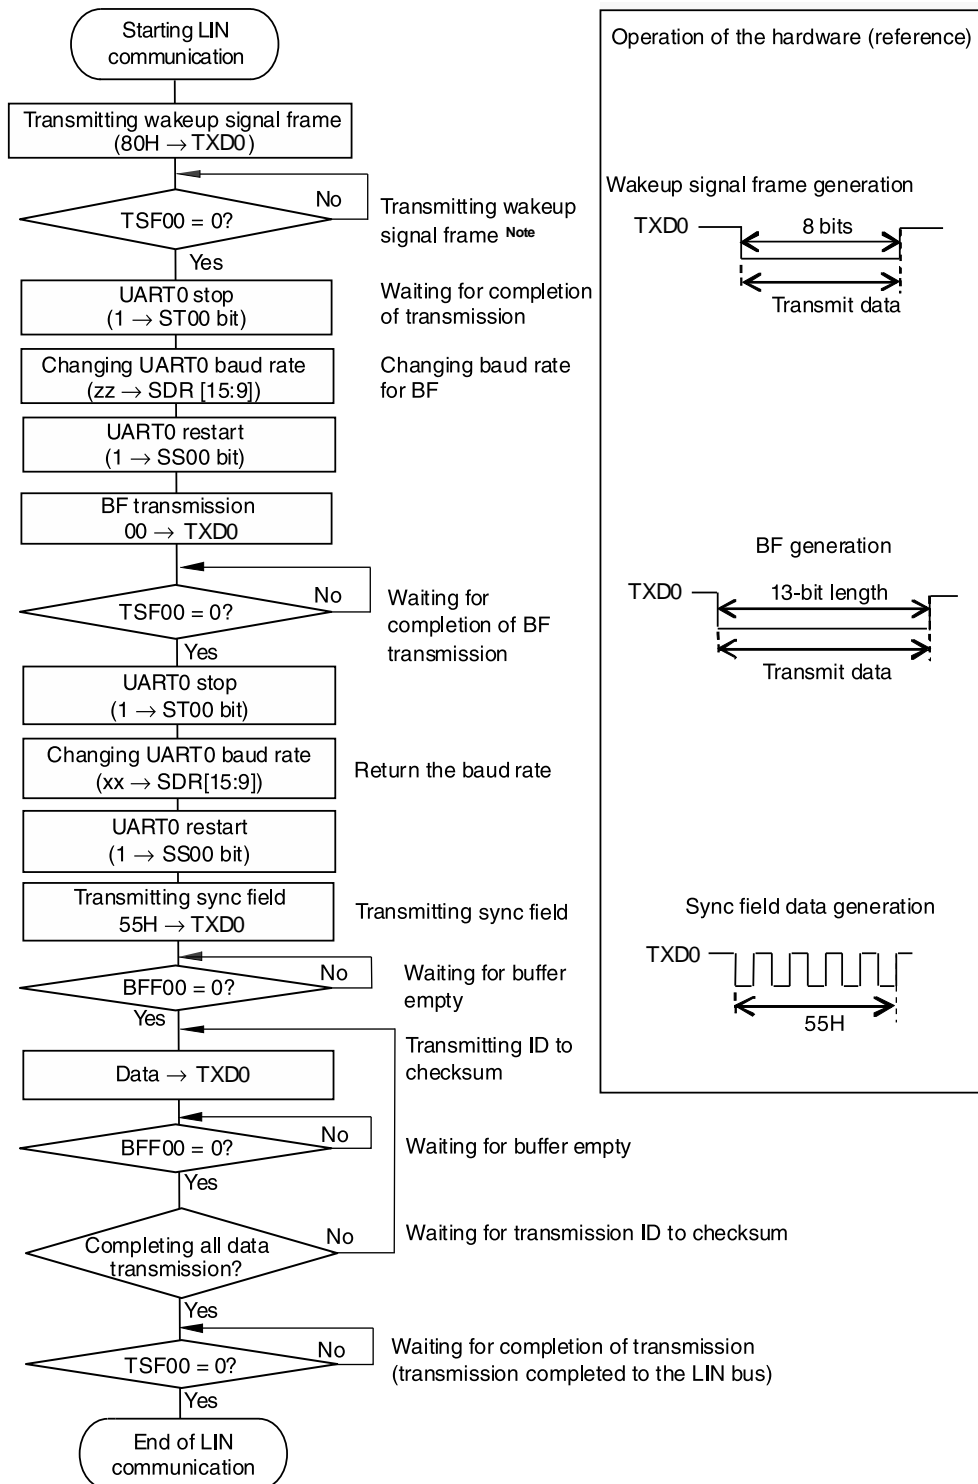 Starting LIN
communication
Transmitting wakeup signal frame
(80H → TXD0)
No
TSF00 = 0?
Transmitting wakeup
signal frame Note
Yes
UART0 stop
(1 → ST00 bit)
Waiting for completion
of transmission
Changing UART0 baud rate
(zz → SDR [15:9])
Changing baud rate
for BF
UART0 restart
(1 → SS00 bit)
BF transmission
00 → TXD0
No
TSF00 = 0?
Waiting for
completion of BF
transmission
Yes
UART0 stop
(1 → ST00 bit)
Changing UART0 baud rate
(xx → SDR[15:9])
Return the baud rate
UART0 restart
(1 → SS00 bit)
Transmitting sync field
55H → TXD0
Transmitting sync field
No
BFF00 = 0?
Waiting for buffer
empty
Yes
Transmitting ID to
checksum
Data → TXD0
No
BFF00 = 0?
Waiting for buffer empty
Yes
No
Completing all data
transmission?
Waiting for transmission ID to checksum
Yes
No
TSF00 = 0?
Waiting for completion of transmission
(transmission completed to the LIN bus)
Yes
End of LIN
communication
Operation of the hardware (reference)
Wakeup signal frame generation
TXD0
8 bits
Transmit data
BF generation
TXD0
13-bit length
Transmit data
Sync field data generation
TXD0
55H